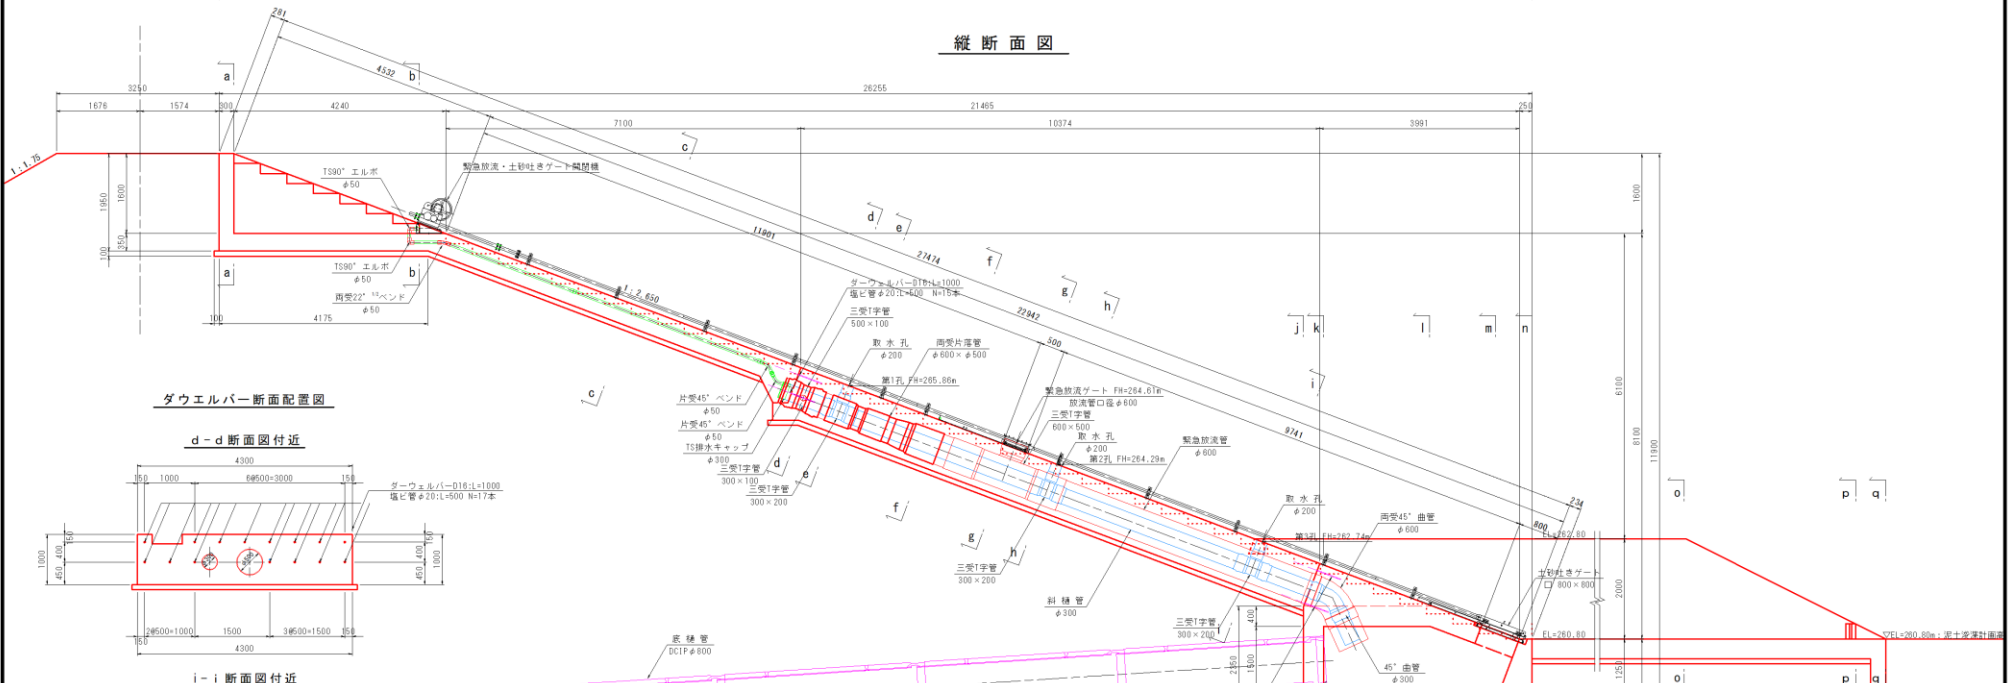 縦断面図
281
4532
a
b
3250
26255
1676
1574
300
4240
21465
250
7100
10374
3991
c
1:1.75
緊急放流・土砂吐きゲート開閉機
TS90°エルボ
φ50
1950
1600
350
100
1600
11900
d
e
11801
27474
f
TS90°エルボ
φ50
a
b
両受22°1/2ベンド
φ50
1:2.650
ダーウェルバーD16:L=1000
塩ビ管φ20:L=500 N=15本
g
h
100
4175
三受T字管
500×100
22942
j
k
l
m
n
取水孔
φ200
両受片落管
φ600×φ500
500
第1孔 FH=265.86m
緊急放流ゲート FH=264.61m
放流管口径φ600
i
6100
8100
ダウエルバー断面配置図
c
片受45°ベンド
φ50
三受T字管
600×500
片受45°ベンド
φ50
取水孔
φ200
緊急放流管
φ600
9741
d-d断面図付近
TS排水キャップ
φ300
第2孔 FH=264.29m
4300
三受T字管
300×100
d
e
150
1000
6@500=3000
150
ダーウェルバーD16:L=1000
塩ビ管φ20:L=500 N=17本
三受T字管
300×200
取水孔
φ200
234
o
p
q
f
両受45°曲管
φ600
800
150
400
450
1000
150
400
450
1000
g
第3孔 FH=262.74m
EL=262.80
h
三受T字管
300×200
土砂吐きゲート
□ 800×800
2000
斜樋管
φ300
2@500=1000
1500
3@500=1500
150
150
三受T字管
300×200
400
EL=260.80
▽EL=260.80m:泥土浚渫計画高
4300
底樋管
DCIPφ800
2350
1500
45°曲管
φ300
1250
j-j断面図付近
o
p
q